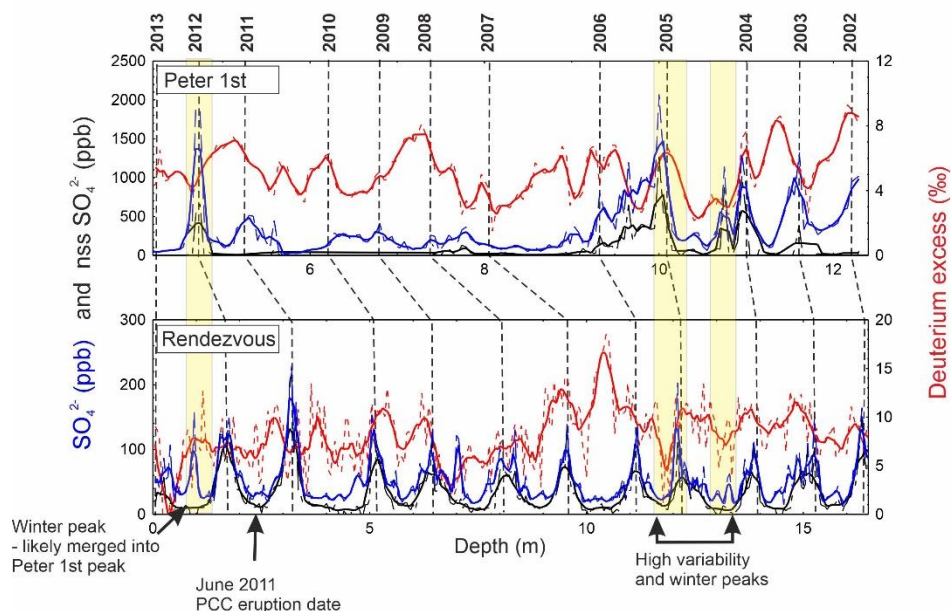 2013 2012 2011 2010 2009 2008 2007 2006 2005 2004 2003 2002
2500 12
Peter 1st
2000
1500 8
1000
4
500
0 0
6 8 10 12
SO₄²⁻ (ppb) and nss SO₄²⁻ (ppb)
Deuterium excess (‰)
300 20
Rendezvous
15
200
10
100
5
0 0
0 5 10 15
Depth (m)
Winter peak
- likely merged into
Peter 1st peak
June 2011
PCC eruption date
High variability
and winter peaks